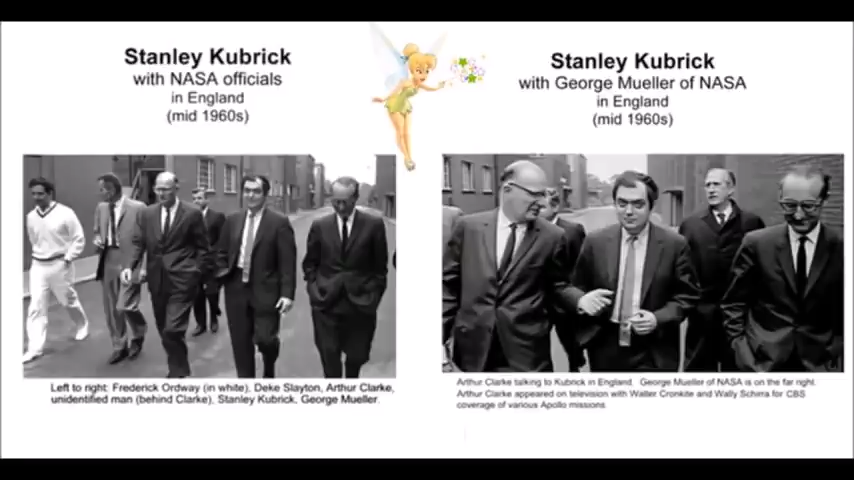 Stanley Kubrick
with NASA officials
in England
(mid 1960s)
Left to right: Frederick Ordway (in white), Deke Slayton, Arthur Clarke,
unidentified man (behind Clarke), Stanley Kubrick, George Mueller.
Stanley Kubrick
with George Mueller of NASA
in England
(mid 1960s)
Arthur Clarke talking to Kubrick in England. George Mueller of NASA is on the far right.
Arthur Clarke appeared on television with Walter Cronkite and Wally Schirra for CBS
coverage of various Apollo missions.